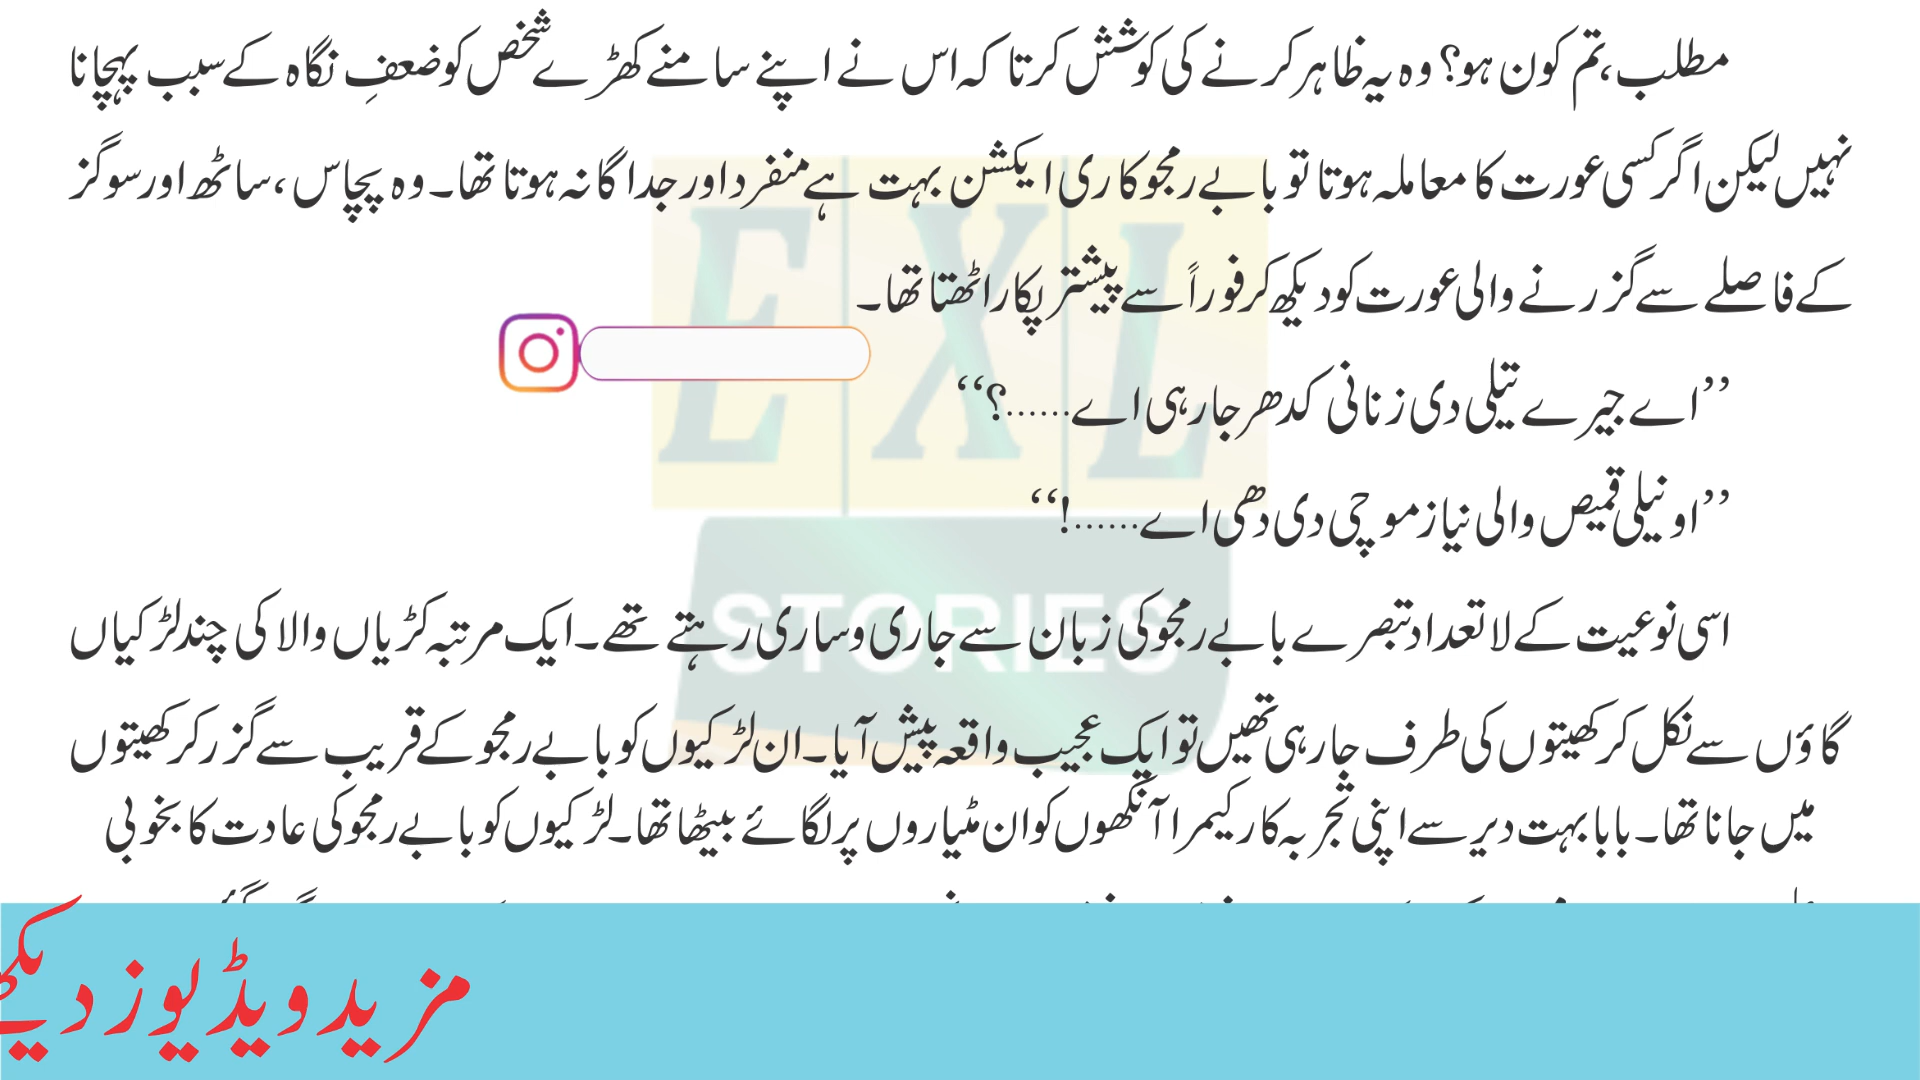 مطلب، تم کون ہو؟ وہ یہ ظاہر کرنے کی کوشش کرتا کہ اس نے اپنے سامنے کھڑے شخص کو ضعفِ نگاہ کے سبب پہچانا
نہیں لیکن اگر کسی عورت کا معاملہ ہوتا تو بابے رمجو کا ری ایکشن بہت ہے منفرد اور جداگانہ ہوتا تھا۔ وہ پچاس، ساٹھ اور سو گز
کے فاصلے سے گزرنے والی عورت کو دیکھ کر فوراً سے پیشتر پکار اٹھتا تھا۔
’’اے جیرے تیلی دی زنانی کدھر جا رہی اے......؟‘‘
’’او نیلی قمیص والی نیاز موچی دی دھی اے......!‘‘
اسی نوعیت کے لاتعداد تبصرے بابے رمجو کی زبان سے جاری و ساری رہتے تھے۔ ایک مرتبہ کڑیاں والا کی چند لڑکیاں
گاؤں سے نکل کر کھیتوں کی طرف جا رہی تھیں تو ایک عجیب واقعہ پیش آیا۔ ان لڑکیوں کو بابے رمجو کے قریب سے گزر کر کھیتوں
میں جانا تھا۔ بابا بہت دیر سے اپنی تجربہ کار کیمرا آنکھوں کو ان مٹیاروں پر لگائے بیٹھا تھا۔ لڑکیوں کو بابے رمجو کی عادت کا بخوبی
مزید ویڈیوز
EXL
STORIES